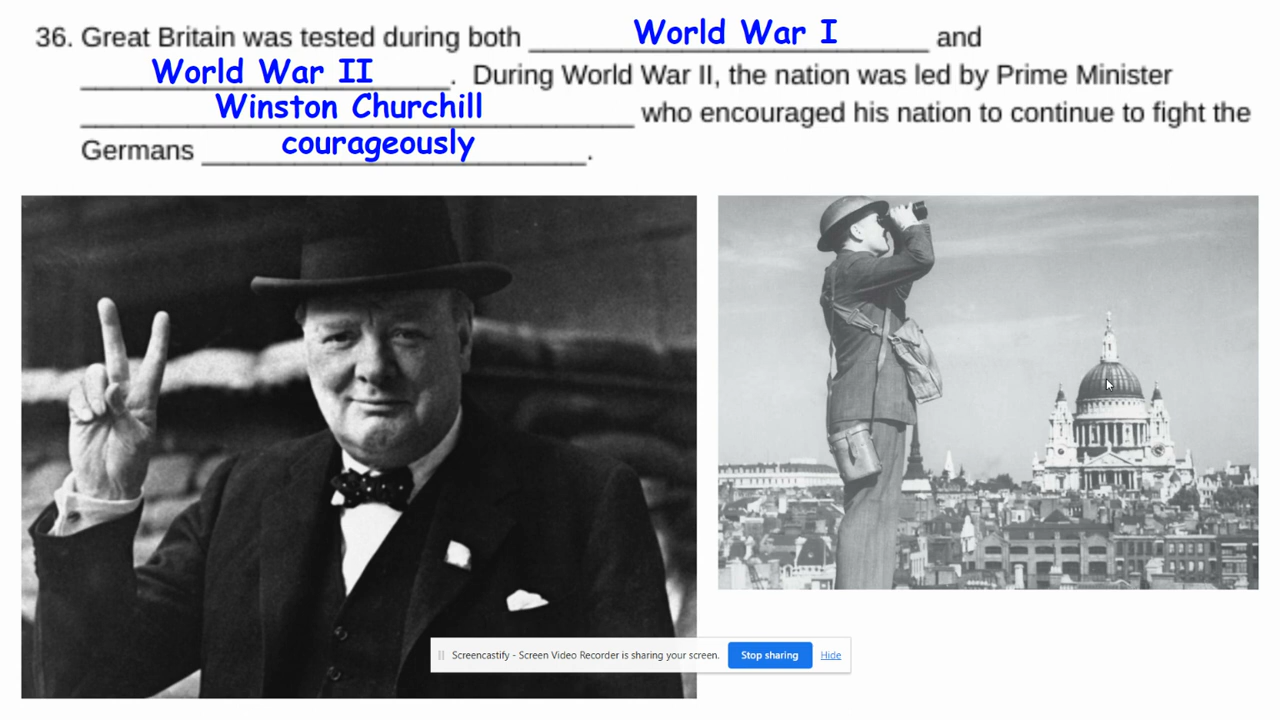 36. Great Britain was tested during both World War I and
World War II. During World War II, the nation was led by Prime Minister
Winston Churchill who encouraged his nation to continue to fight the
Germans courageously.
Screencastify - Screen Video Recorder is sharing your screen. Stop sharing Hide